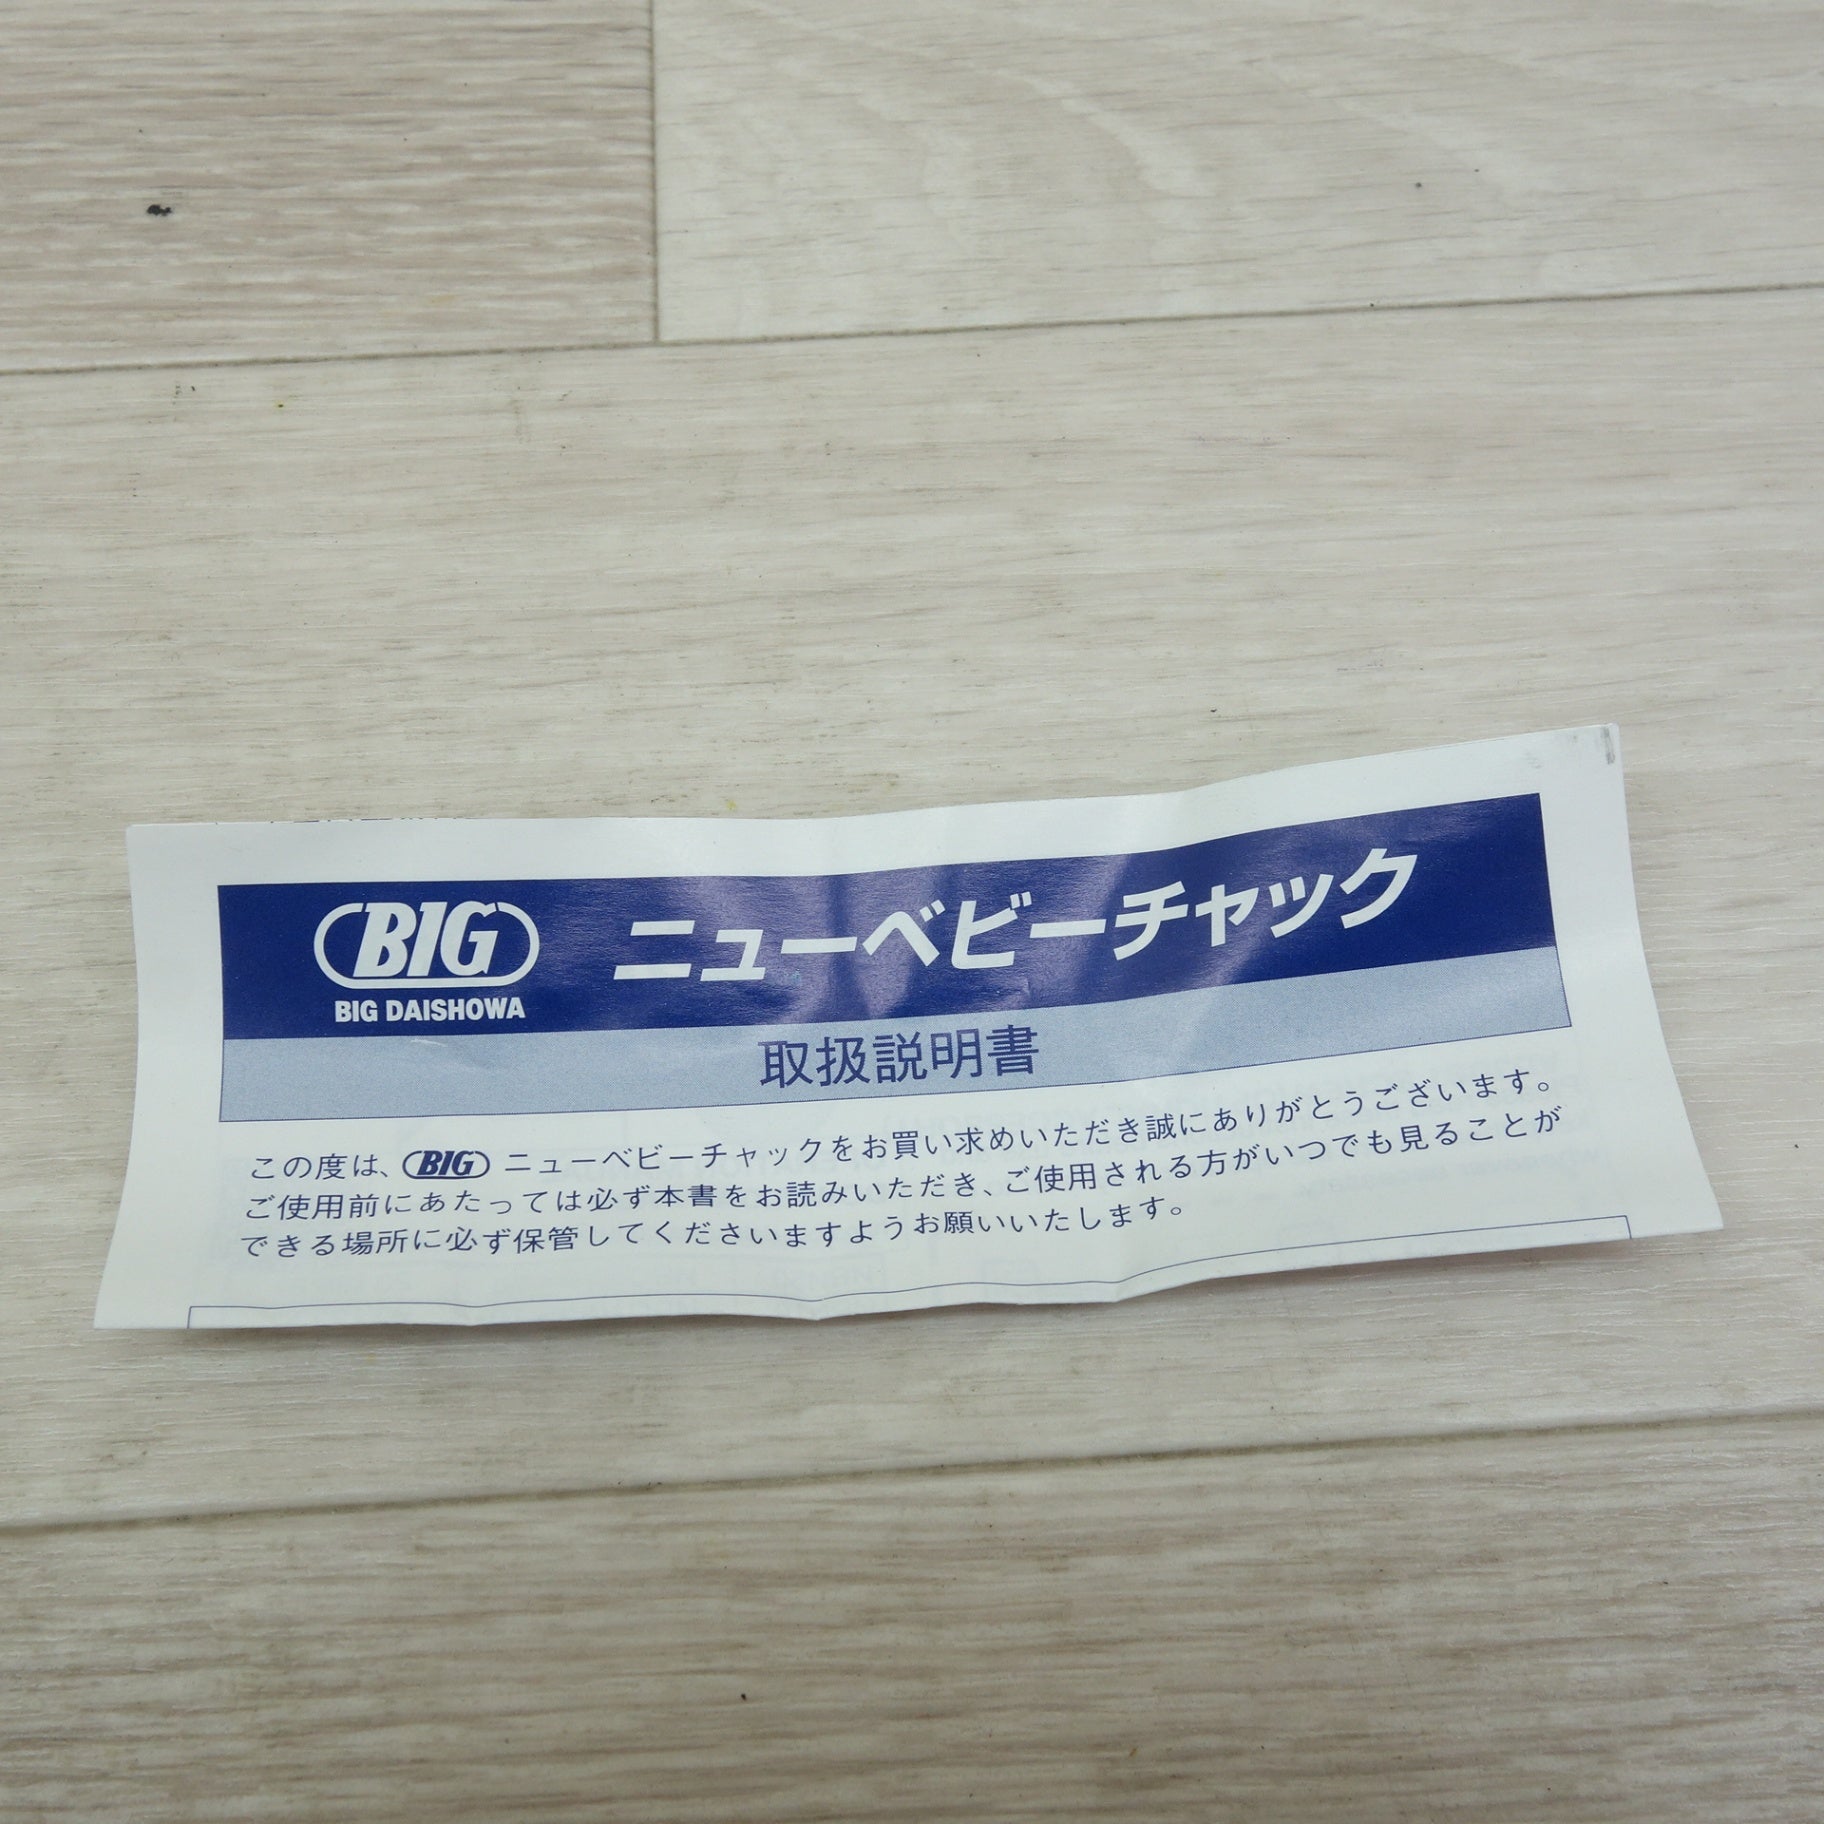 BIG ニューベビーチャック
BIG DAISHOWA
取扱説明書
この度は、BIG ニューベビーチャックをお買い求めいただき誠にありがとうございます。
ご使用前にあたっては必ず本書をお読みいただき、ご使用される方がいつでも見ることが
できる場所に必ず保管してくださいますようお願いいたします。